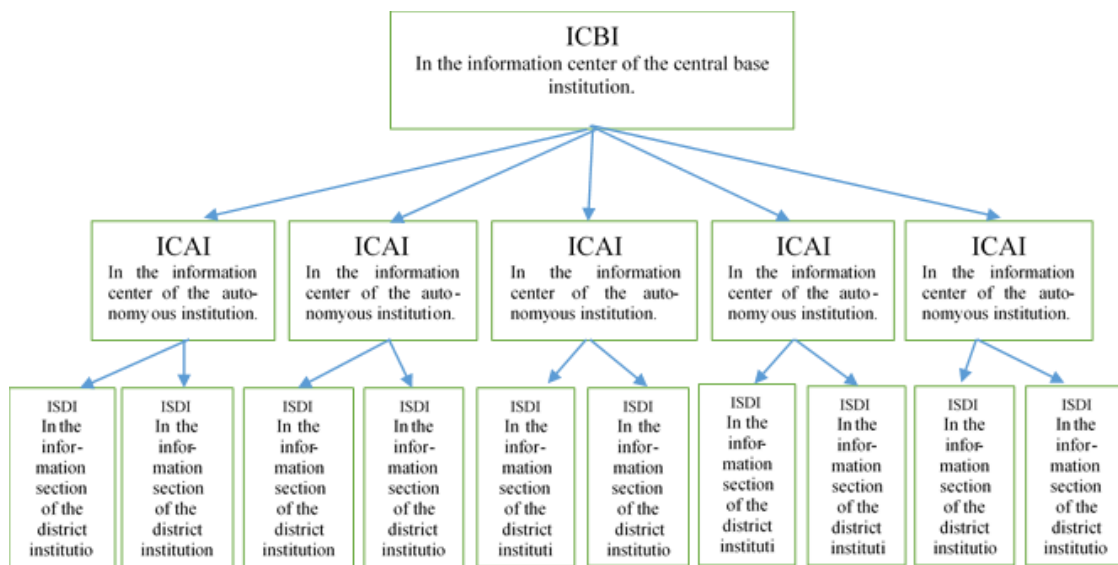 ICBI
In the information center of the central base
institution.
ICAI
In the information
center of the auto-
nomyous institution.
ICAI
In the information
center of the auto-
nomyous institution.
ICAI
In the information
center of the auto-
nomyous institution.
ICAI
In the information
center of the auto-
nomyous institution.
ICAI
In the information
center of the auto-
nomyous institution.
ISDI
In the
infor-
mation
section
of the
district
institutio
ISDI
In the
infor-
mation
section
of the
district
institution
ISDI
In the
infor-
mation
section
of the
district
institution
ISDI
In the
infor-
mation
section
of the
district
institutio
ISDI
In the
infor-
mation
section
of the
district
instituti
ISDI
In the
infor-
mation
section
of the
district
institutio
ISDI
In the
infor-
mation
section
of the
district
instituti
ISDI
In the
infor-
mation
section
of the
district
instituti
ISDI
In the
infor-
mation
section
of the
district
institutio
ISDI
In the
infor-
mation
section
of the
district
institutio